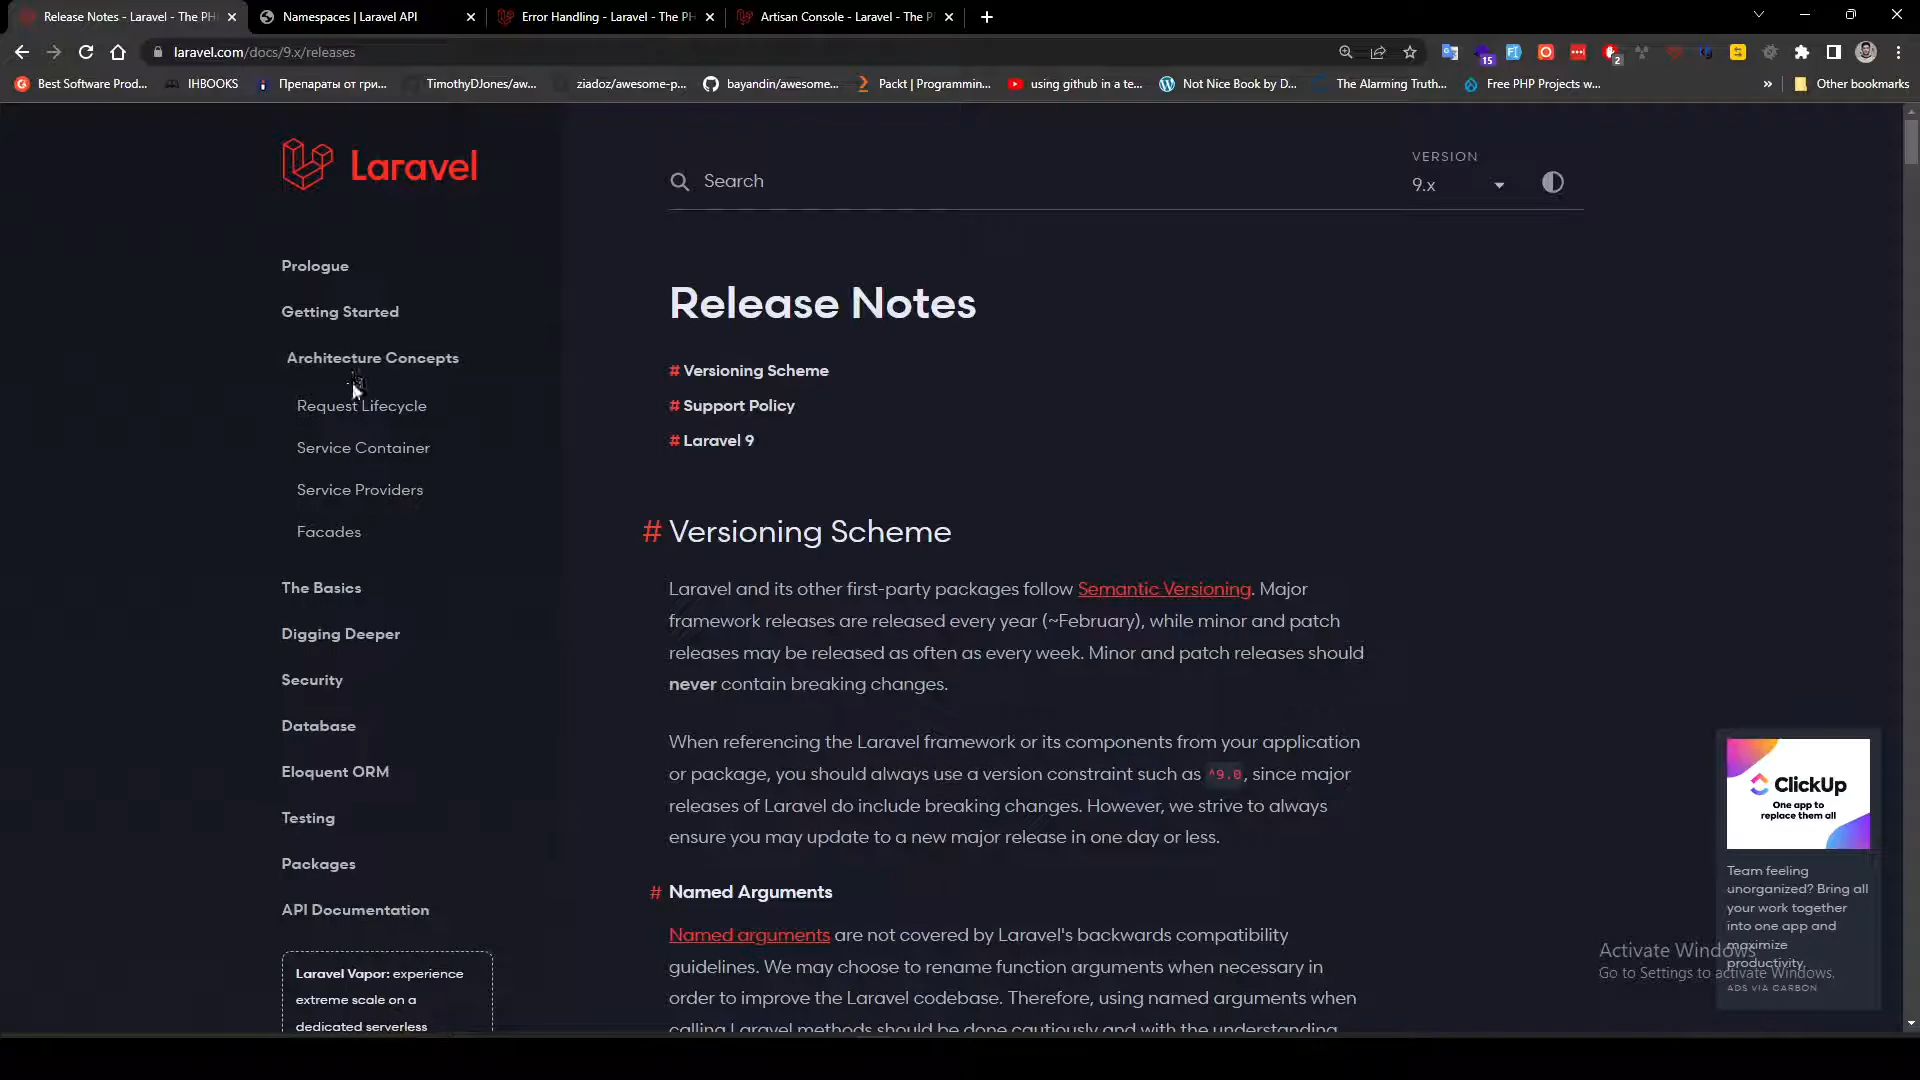 Release Notes - Laravel - The PH
Namespaces | Laravel API
Error Handling - Laravel - The PH
Artisan Console - Laravel - The P
laravel.com/docs/9.x/releases
15
2
Best Software Prod...
IHBOOKS
Препараты от гри...
TimothyDJones/aw...
ziadoz/awesome-p...
bayandin/awesome...
Packt | Programmin...
using github in a te...
Not Nice Book by D...
The Alarming Truth...
Free PHP Projects w...
»
Other bookmarks
Laravel
Search
VERSION
9.x
Prologue
Getting Started
Architecture Concepts
Request Lifecycle
Service Container
Service Providers
Facades
The Basics
Digging Deeper
Security
Database
Eloquent ORM
Testing
Packages
API Documentation
Laravel Vapor: experience
extreme scale on a
dedicated serverless
Release Notes
# Versioning Scheme
# Support Policy
# Laravel 9
# Versioning Scheme
Laravel and its other first-party packages follow Semantic Versioning. Major
framework releases are released every year (~February), while minor and patch
releases may be released as often as every week. Minor and patch releases should
never contain breaking changes.
When referencing the Laravel framework or its components from your application
or package, you should always use a version constraint such as ^9.0, since major
releases of Laravel do include breaking changes. However, we strive to always
ensure you may update to a new major release in one day or less.
# Named Arguments
Named arguments are not covered by Laravel's backwards compatibility
guidelines. We may choose to rename function arguments when necessary in
order to improve the Laravel codebase. Therefore, using named arguments when
calling Laravel methods should be done cautiously and with the understanding
ClickUp
One app to
replace them all
Team feeling
unorganized? Bring all
your work together
into one app and
maximize
productivity.
ADS VIA CARBON
Activate Windows
Go to Settings to activate Windows.